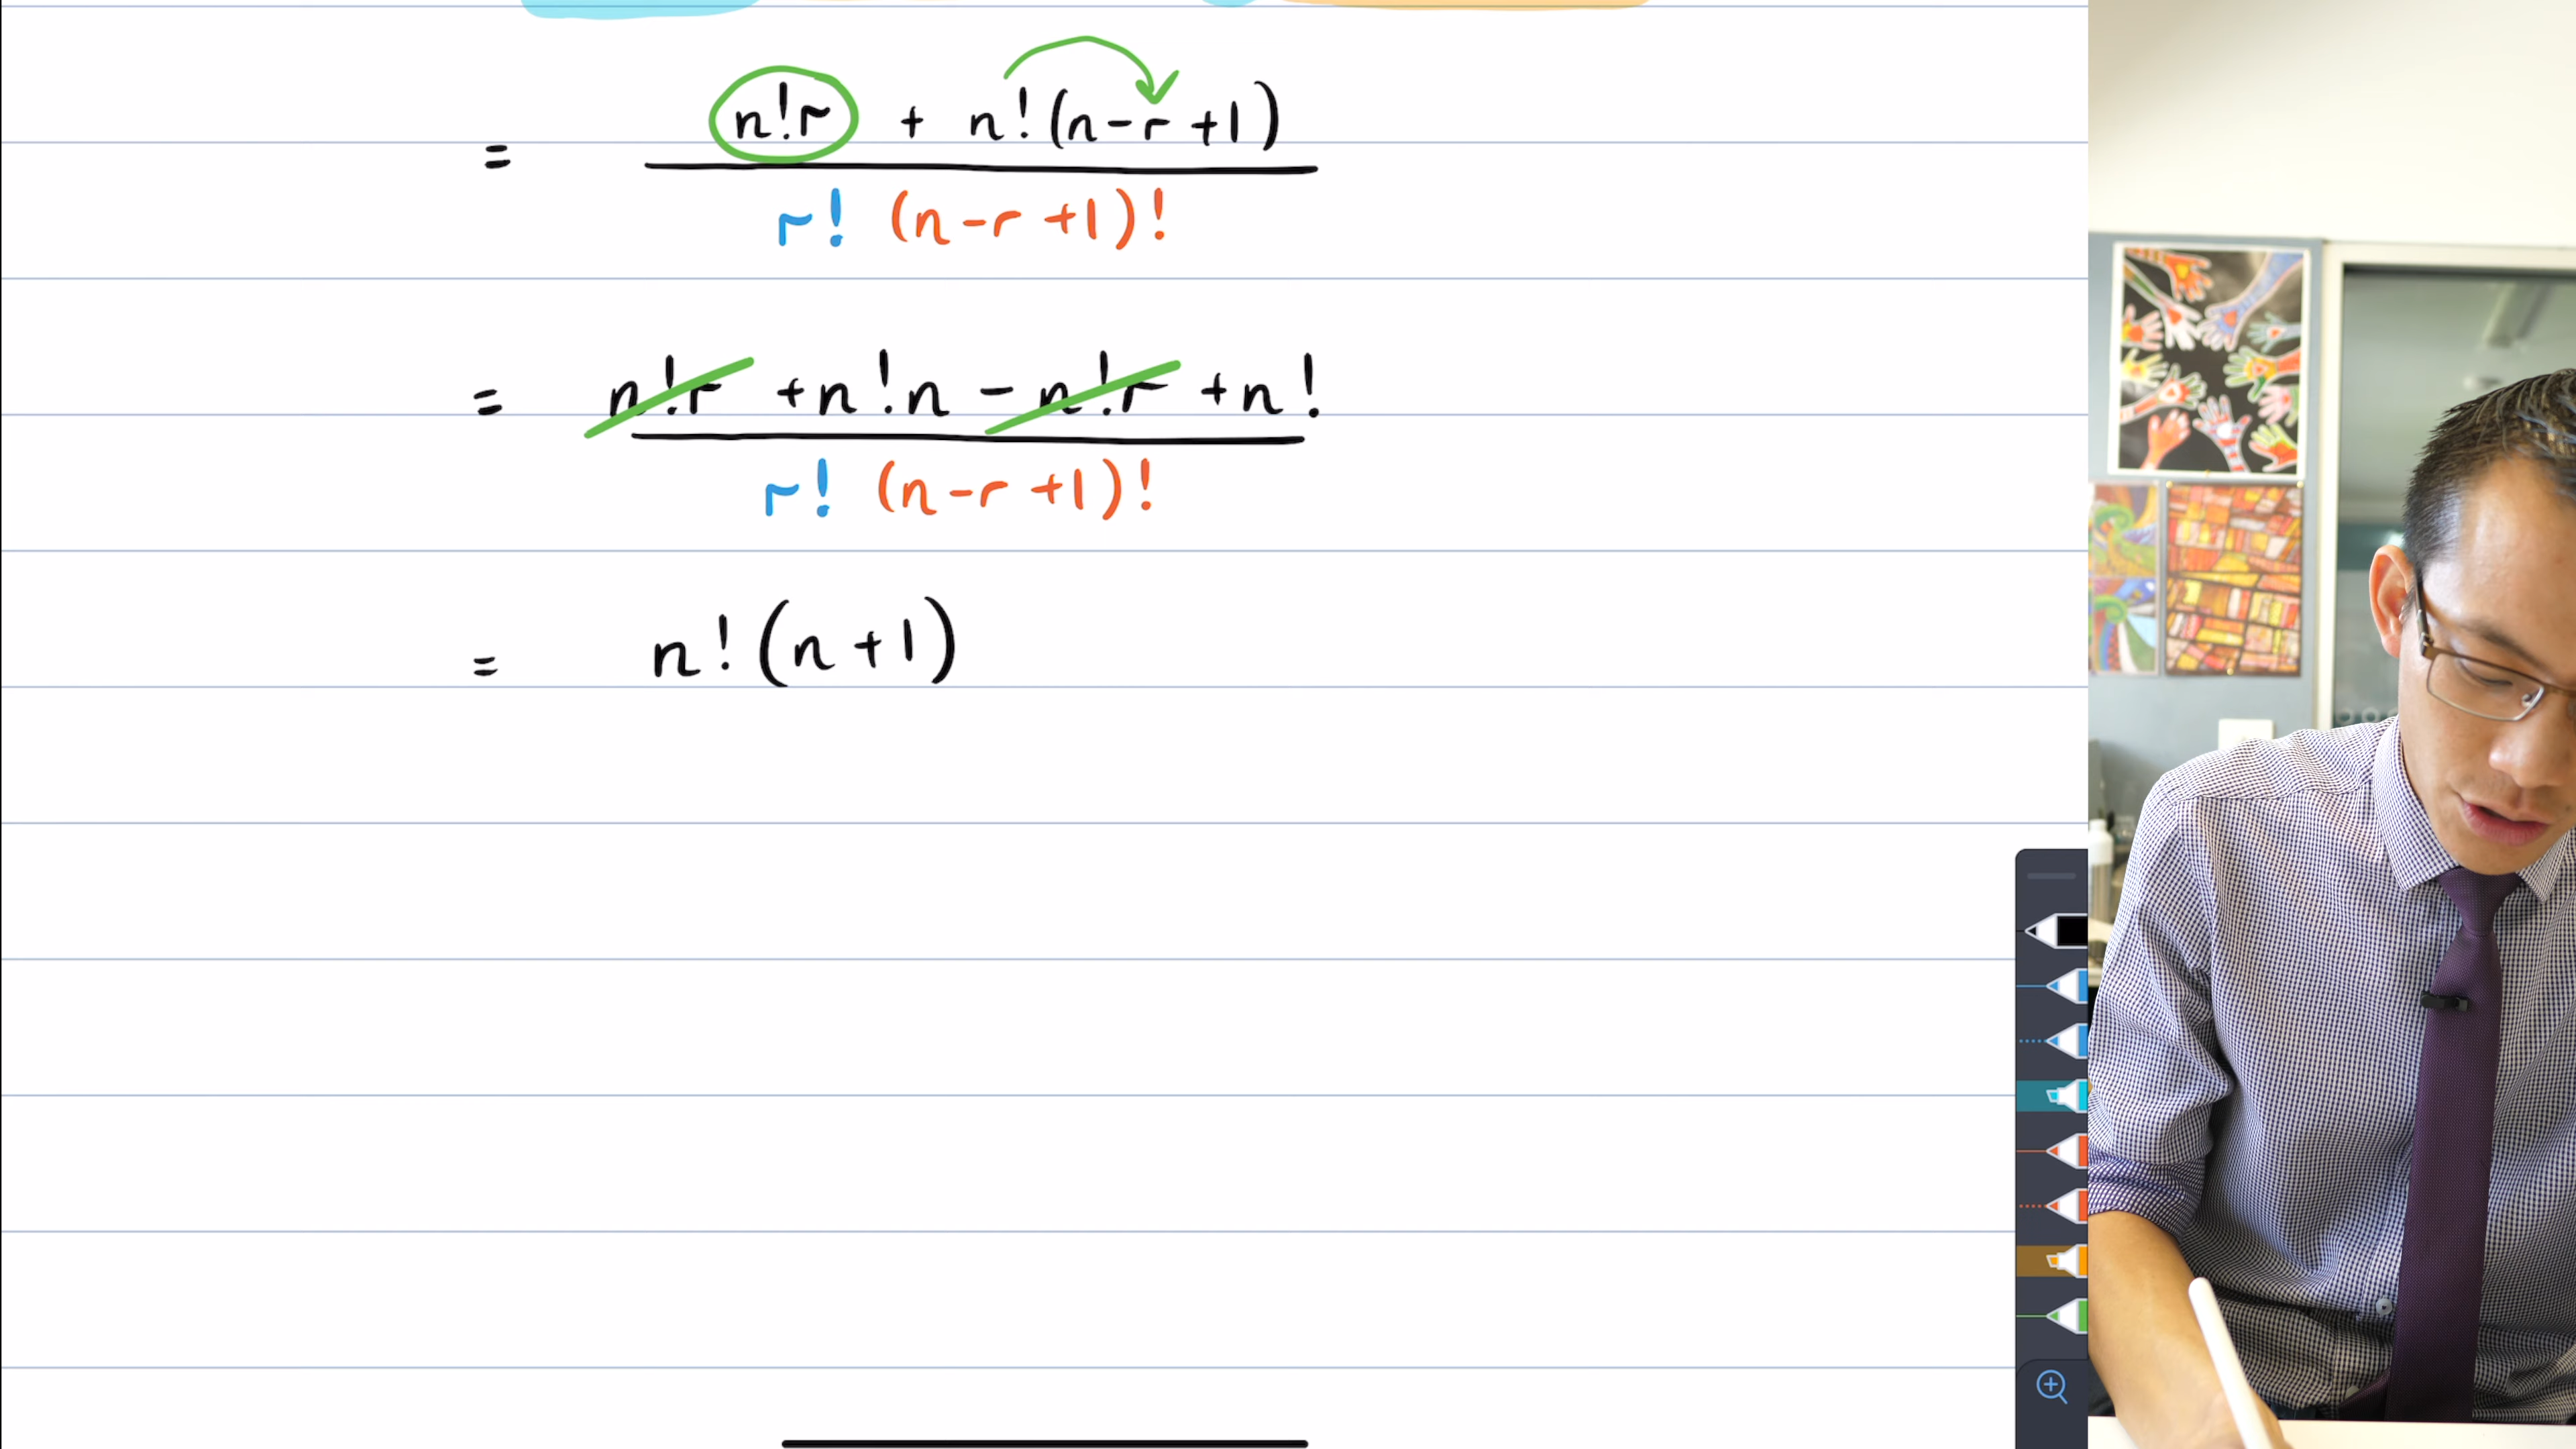 n!r + n!(n-r+1)
=
r! (n-r+1)!
= n!r +n!n - n!r +n!
r! (n-r+1)!
= n!(n+1)